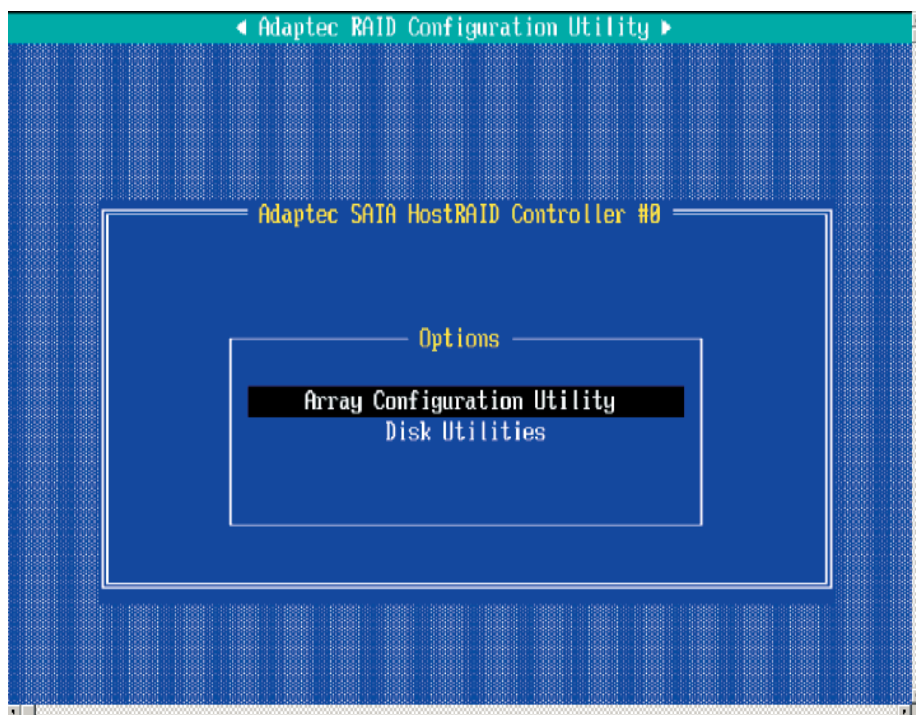 Adaptec RAID Configuration Utility
Adaptec SATA HostRAID Controller #0
Options
Array Configuration Utility
Disk Utilities